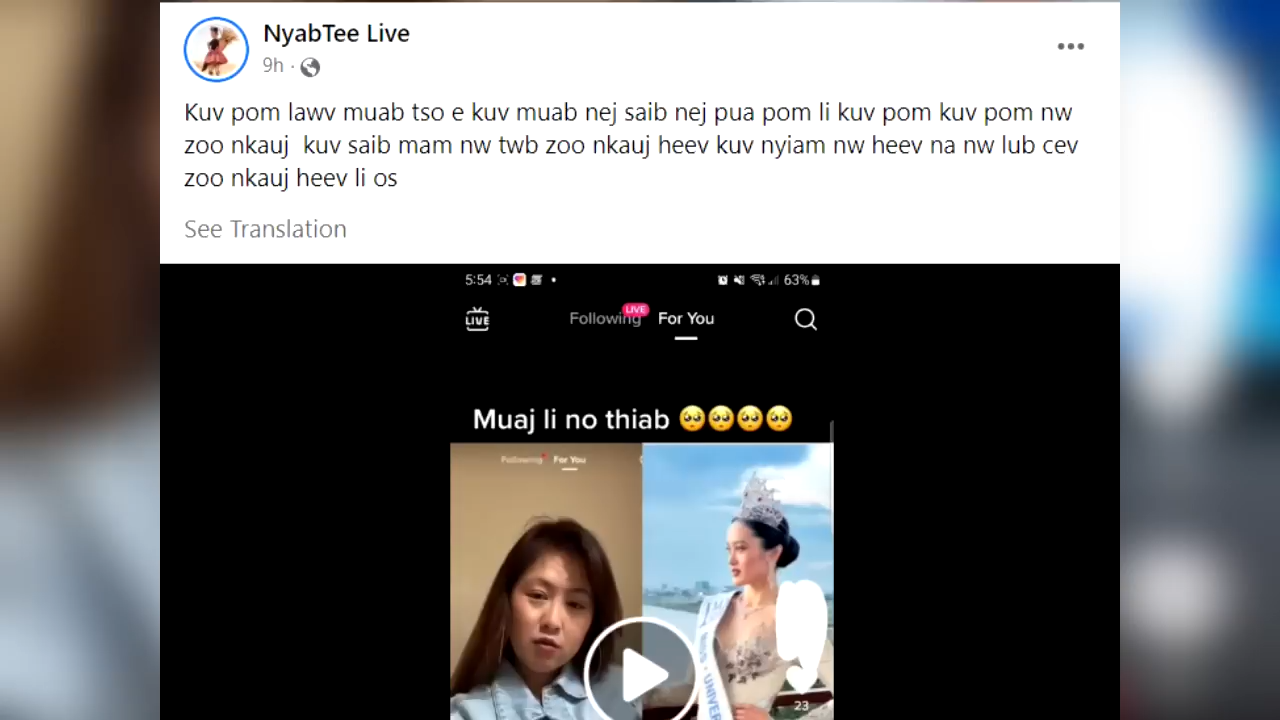 NyabTee Live
9h ·
Kuv pom lawv muab tso e kuv muab nej saib nej pua pom li kuv pom kuv pom nw
zoo nkauj kuv saib mam nw twb zoo nkauj heev kuv nyiam nw heev na nw lub cev
zoo nkauj heev li os
See Translation
5:54 63%
LIVE Following LIVE For You
Muaj li no thiab 🥺🥺🥺🥺
Following For You
MISS · UNIVER
23